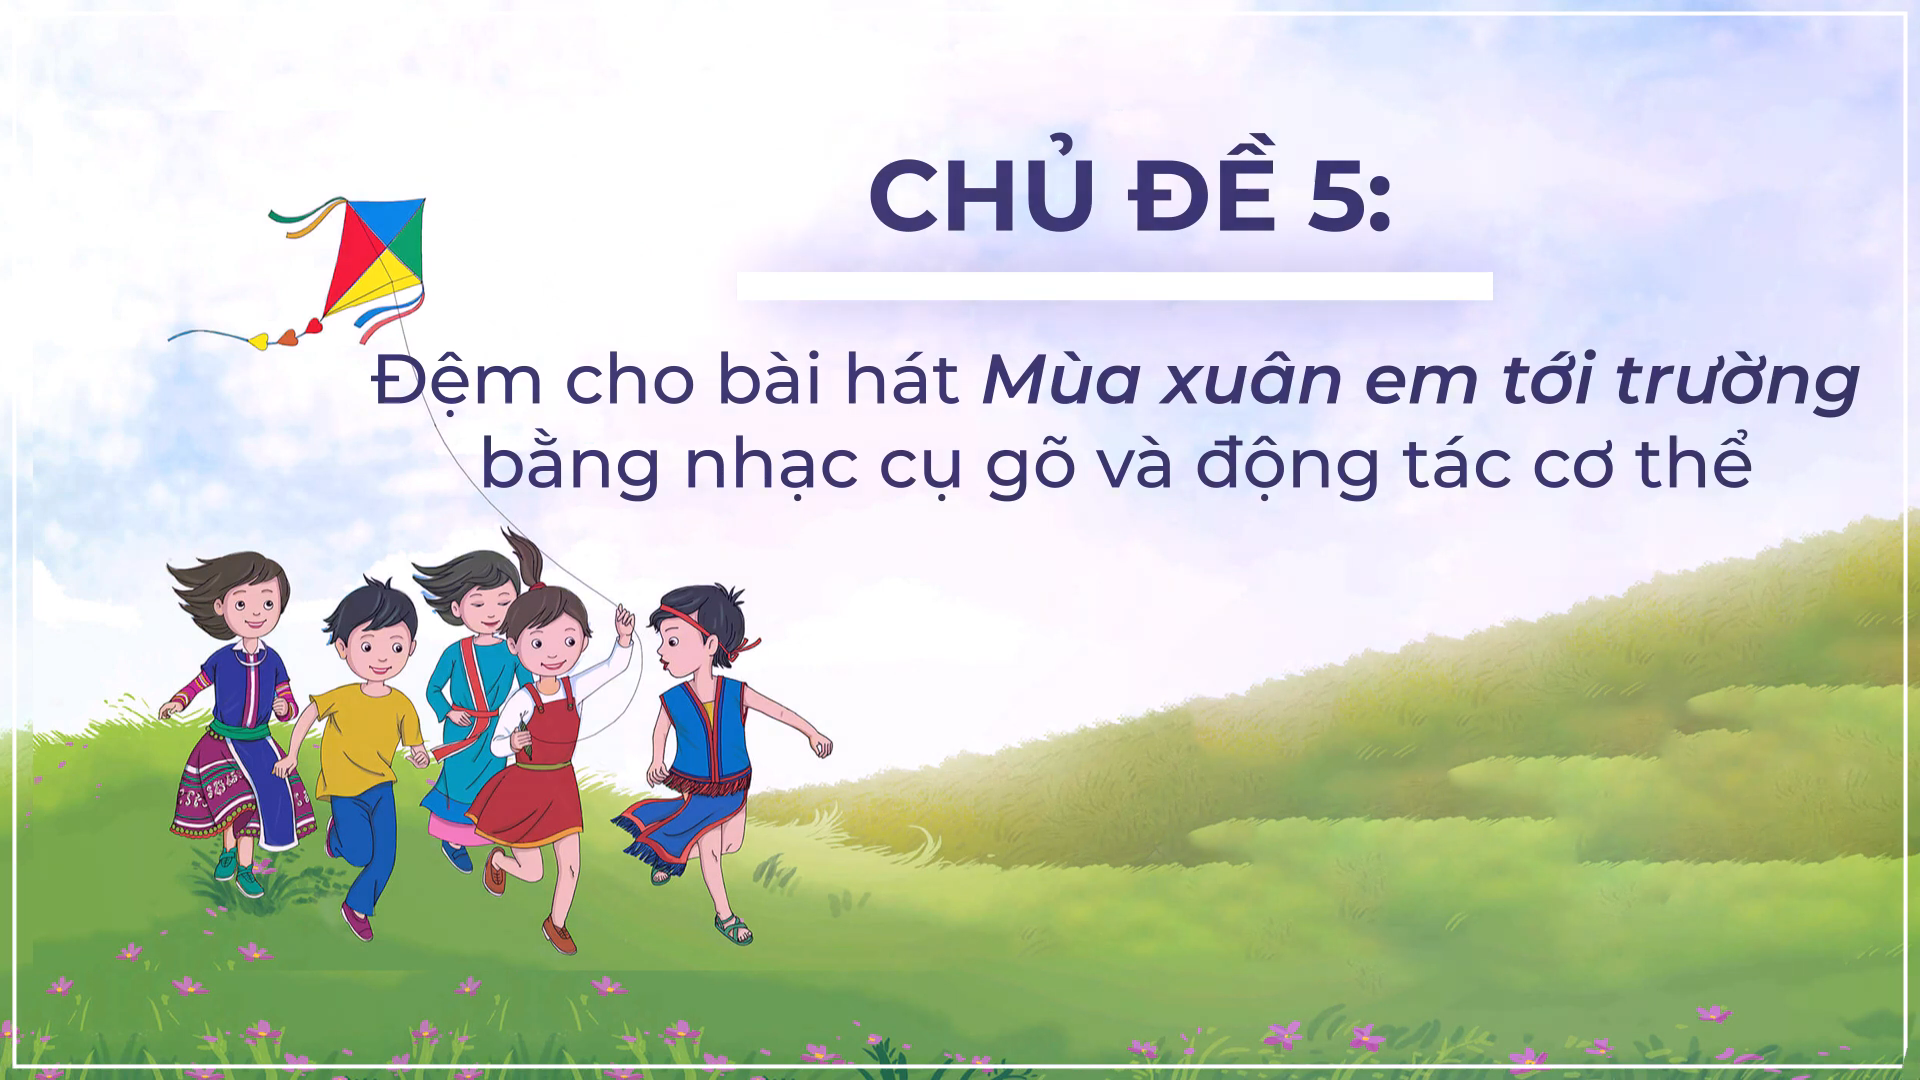 CHỦ ĐỀ 5:
Đệm cho bài hát Mùa xuân em tới trường
bằng nhạc cụ gõ và động tác cơ thể